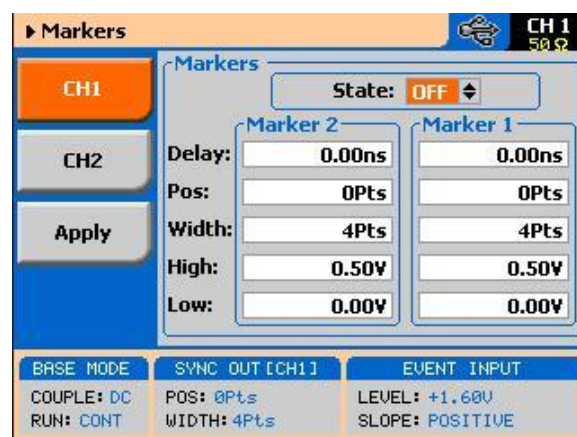 Markers
CH 1
50 Ω
CH1
CH2
Apply
Markers
State: OFF
Marker 2 Marker 1
Delay: 0.00ns 0.00ns
Pos: 0Pts 0Pts
Width: 4Pts 4Pts
High: 0.50V 0.50V
Low: 0.00V 0.00V
BASE MODE
COUPLE: DC
RUN: CONT
SYNC OUT[CH1]
POS: 0Pts
WIDTH: 4Pts
EVENT INPUT
LEVEL: +1.60V
SLOPE: POSITIVE